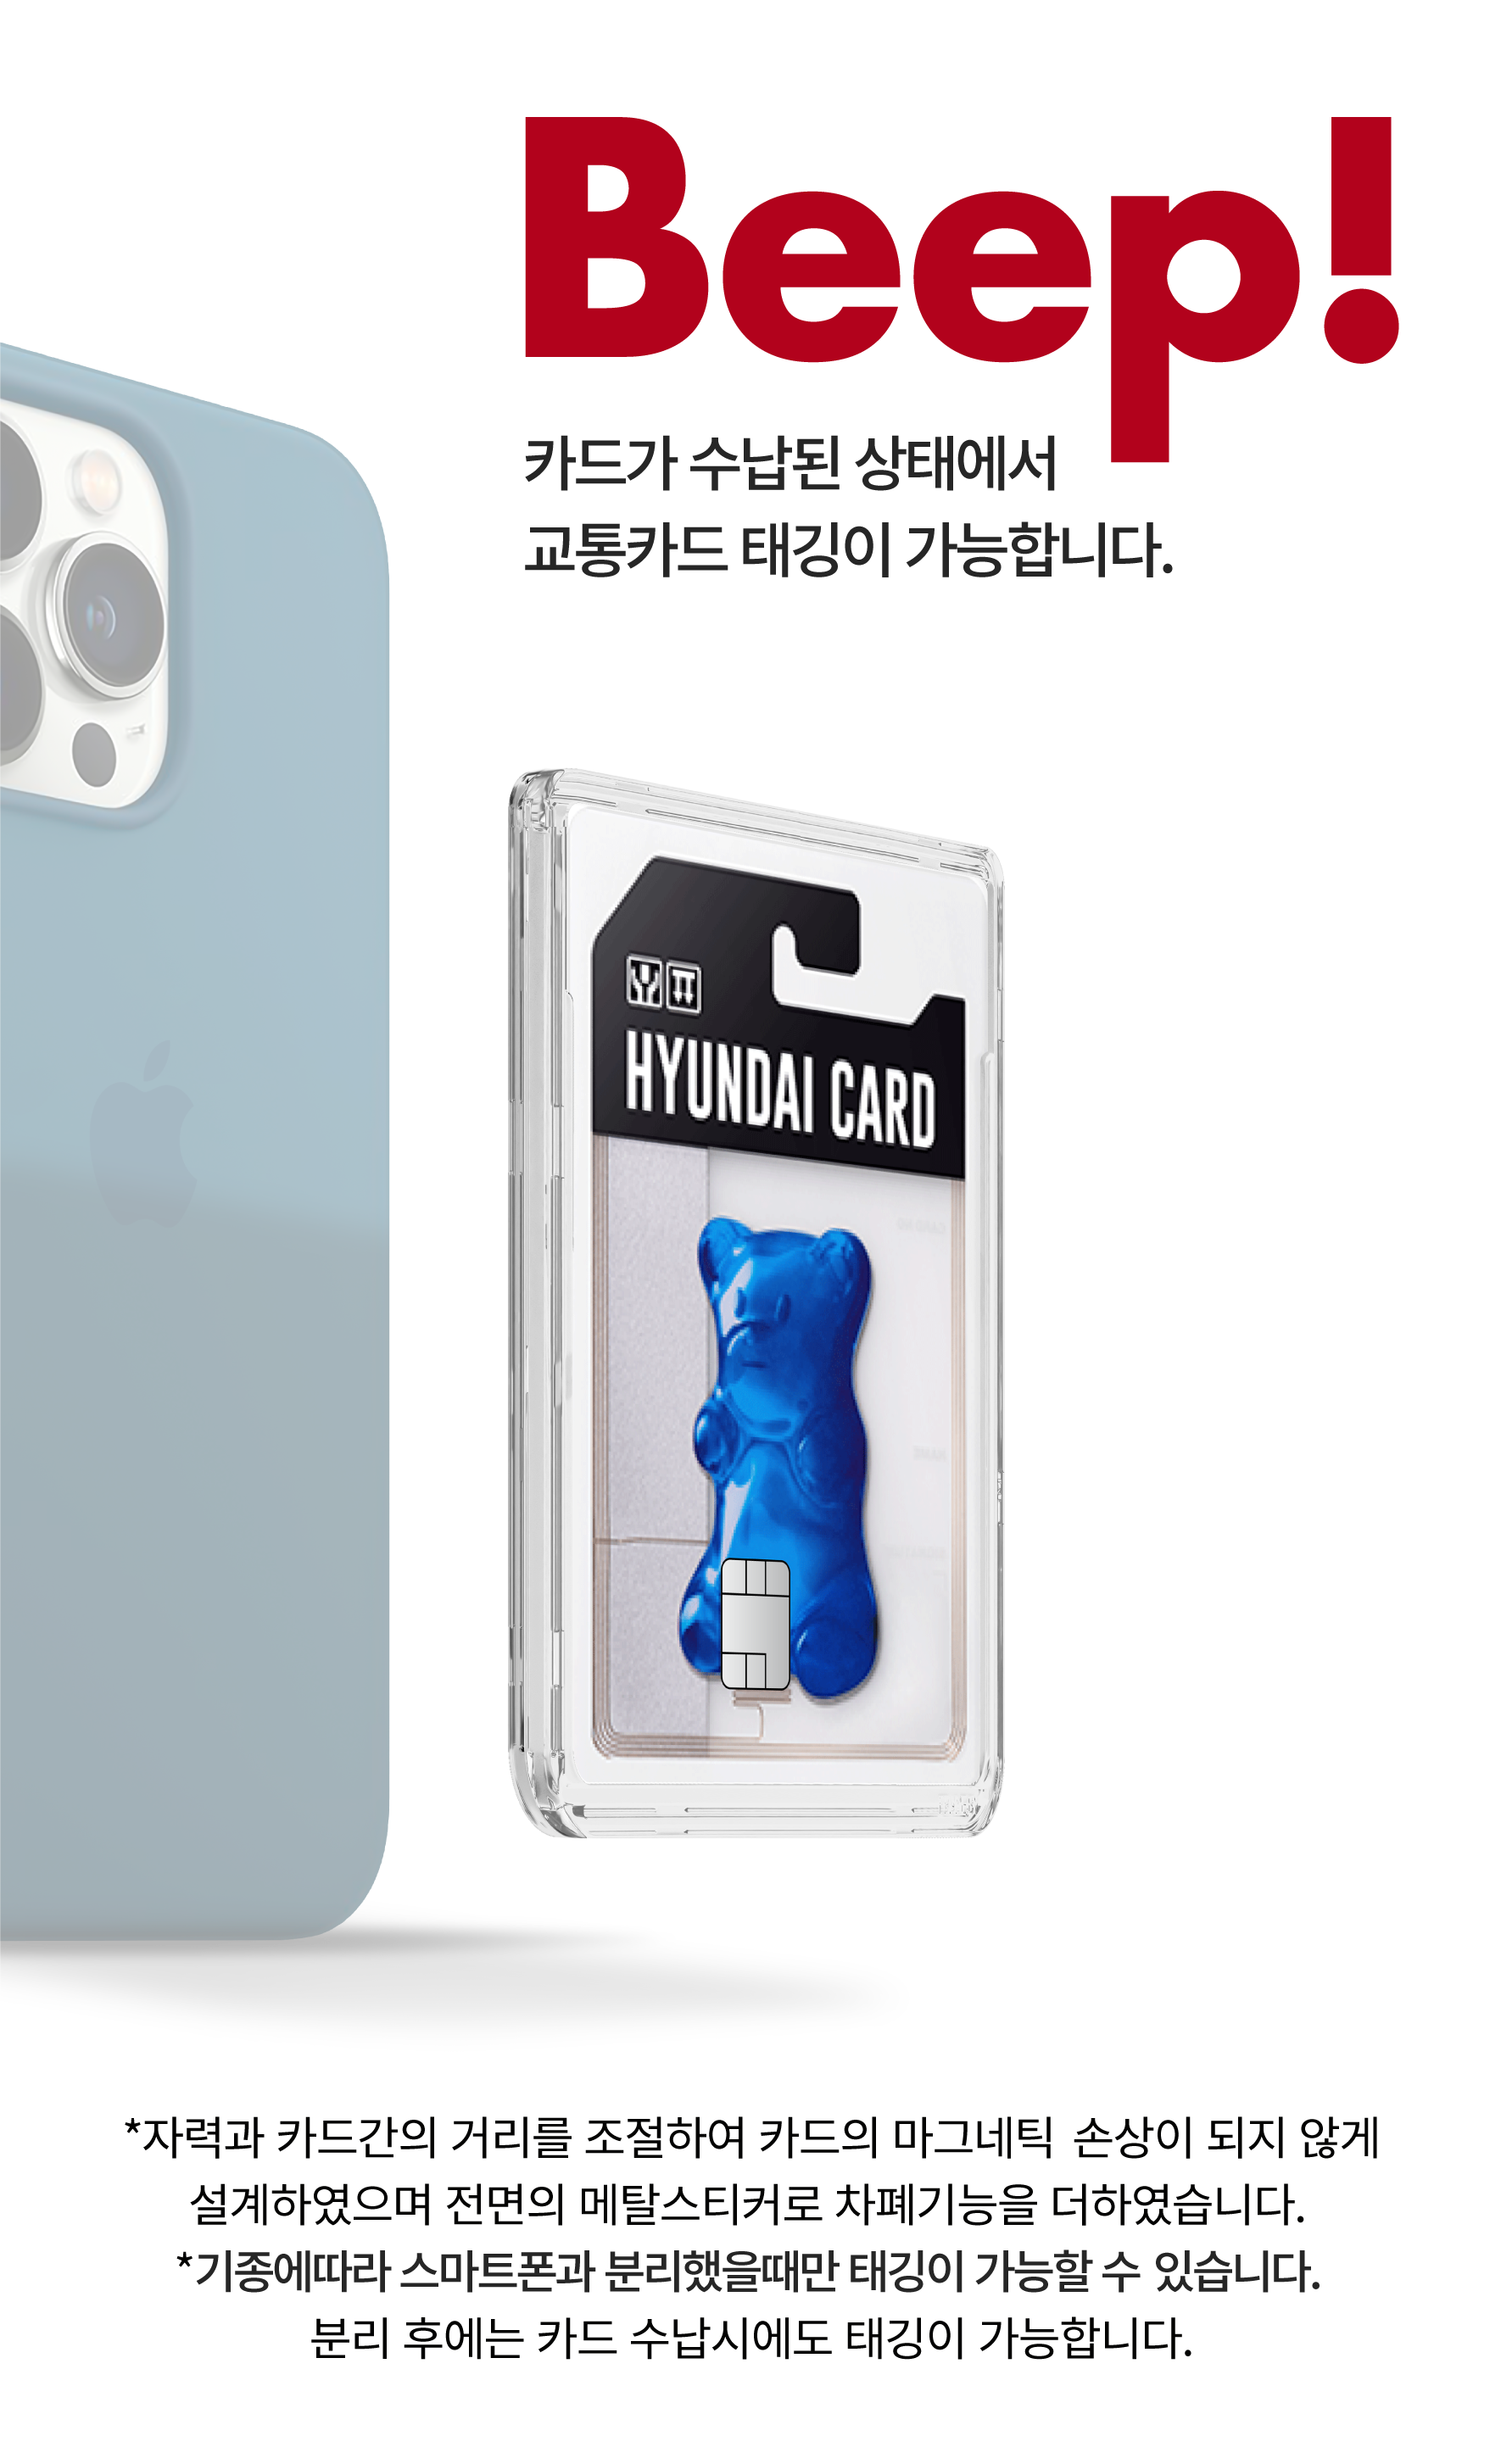 Beep!
카드가 수납된 상태에서
교통카드 태깅이 가능합니다.
HYUNDAI CARD
*자력과 카드간의 거리를 조절하여 카드의 마그네틱 손상이 되지 않게
설계하였으며 전면의 메탈스티커로 차폐기능을 더하였습니다.
*기종에따라 스마트폰과 분리했을때만 태깅이 가능할 수 있습니다.
분리 후에는 카드 수납시에도 태깅이 가능합니다.